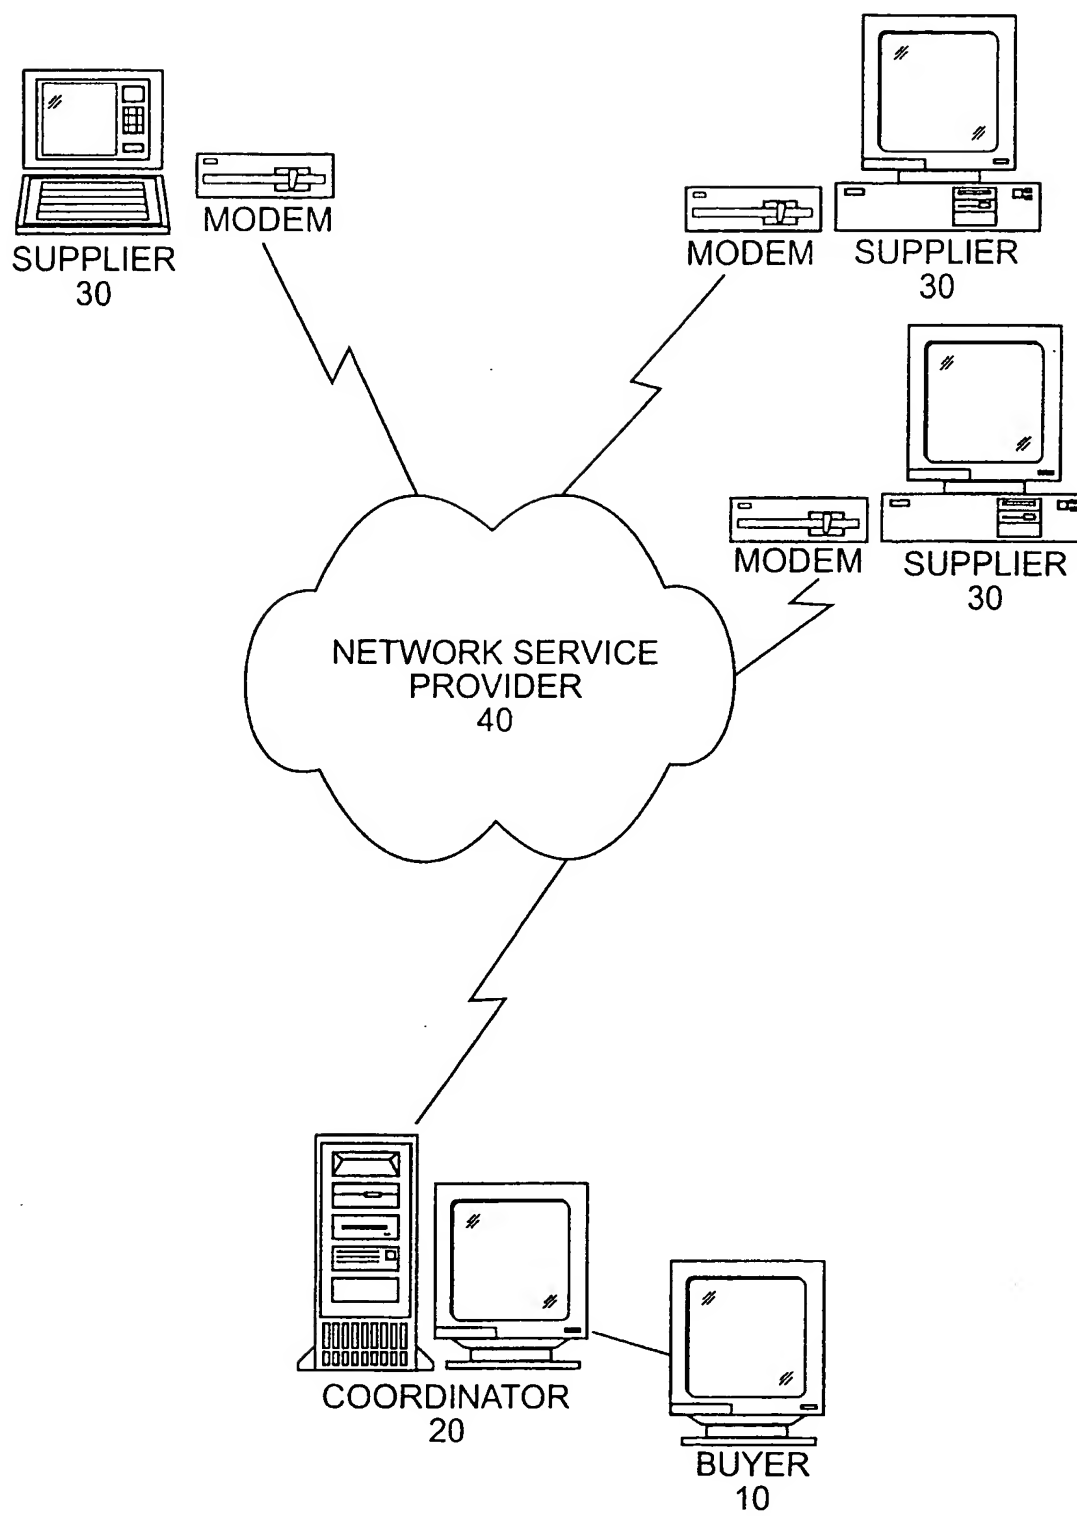 MODEM
SUPPLIER
30
MODEM
SUPPLIER
30
MODEM
SUPPLIER
30
NETWORK SERVICE
PROVIDER
40
COORDINATOR
20
BUYER
10